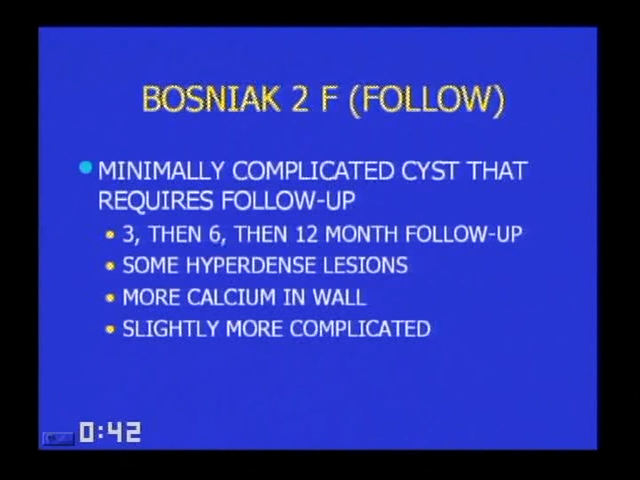 BOSNIAK 2 F (FOLLOW)
MINIMALLY COMPLICATED CYST THAT
REQUIRES FOLLOW-UP
3, THEN 6, THEN 12 MONTH FOLLOW-UP
SOME HYPERDENSE LESIONS
MORE CALCIUM IN WALL
SLIGHTLY MORE COMPLICATED
0:42